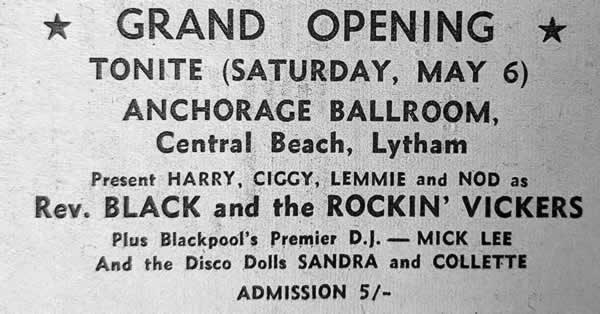 ★ GRAND OPENING ★
TONITE (SATURDAY, MAY 6)
ANCHORAGE BALLROOM,
Central Beach, Lytham
Present HARRY, CIGGY, LEMMIE and NOD as
Rev. BLACK and the ROCKIN' VICKERS
Plus Blackpool's Premier D.J. — MICK LEE
And the Disco Dolls SANDRA and COLLETTE
ADMISSION 5/-